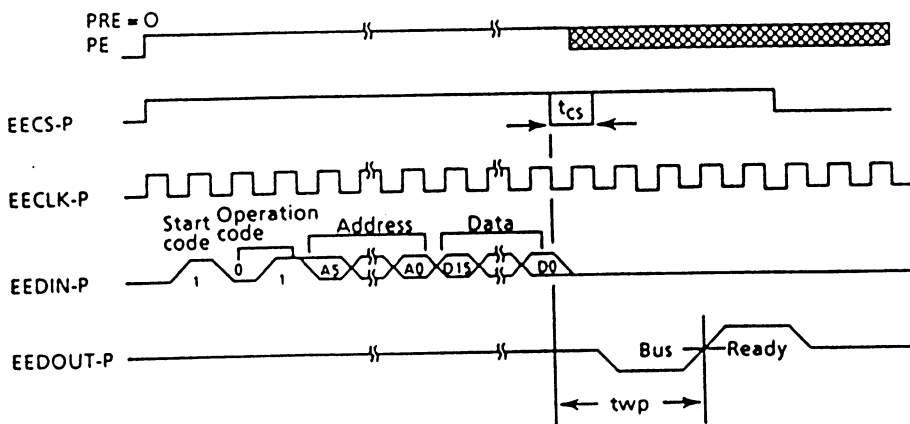 PRE = 0
PE
EECS-P
tcs
EECLK-P
Start code
Operation code
Address
Data
EEDIN-P
1 0 1 A5 A0 D15 D0
EEDOUT-P
Bus
Ready
twp